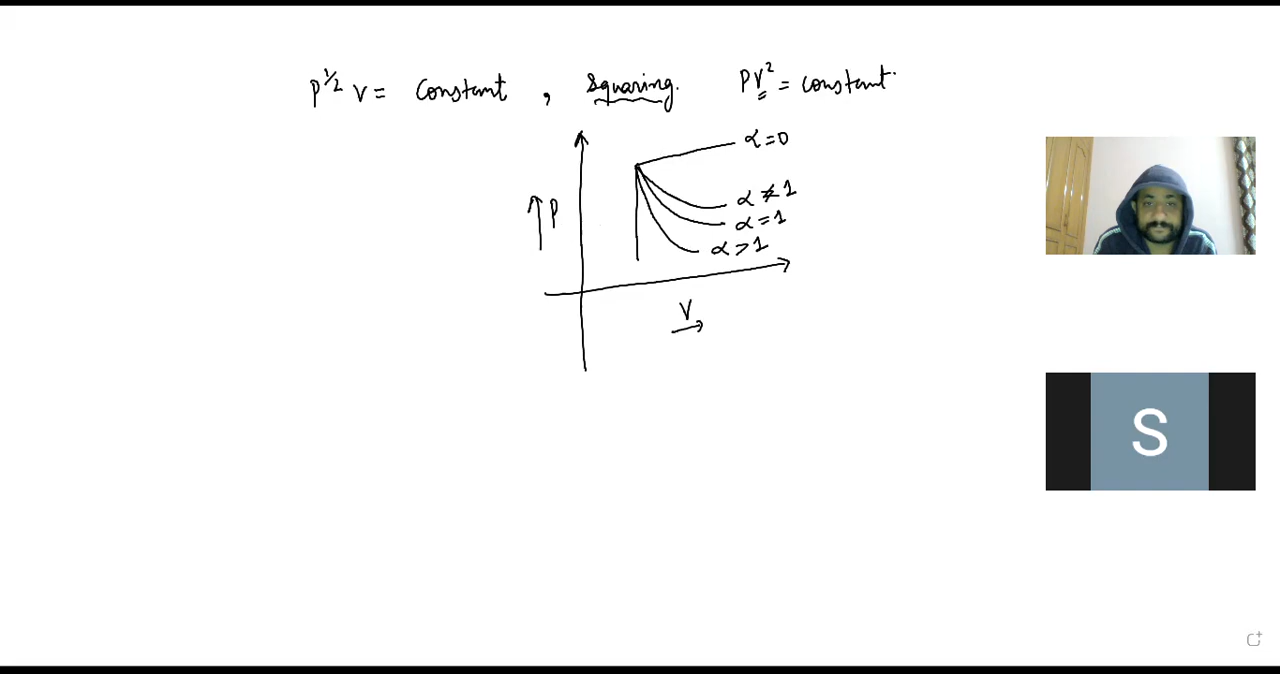 P^1/2 V = Constant , Squaring. PV² = constant.
α = 0
P
α < 1
α = 1
α > 1
V
S